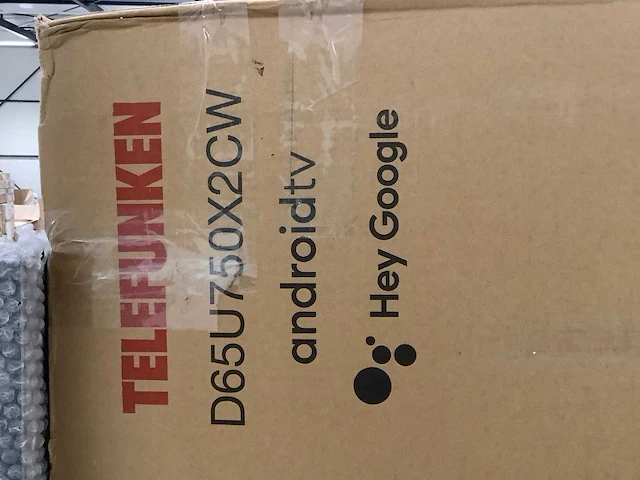 TELEFUNKEN
D65U750X2CW
androidtv
Hey Google